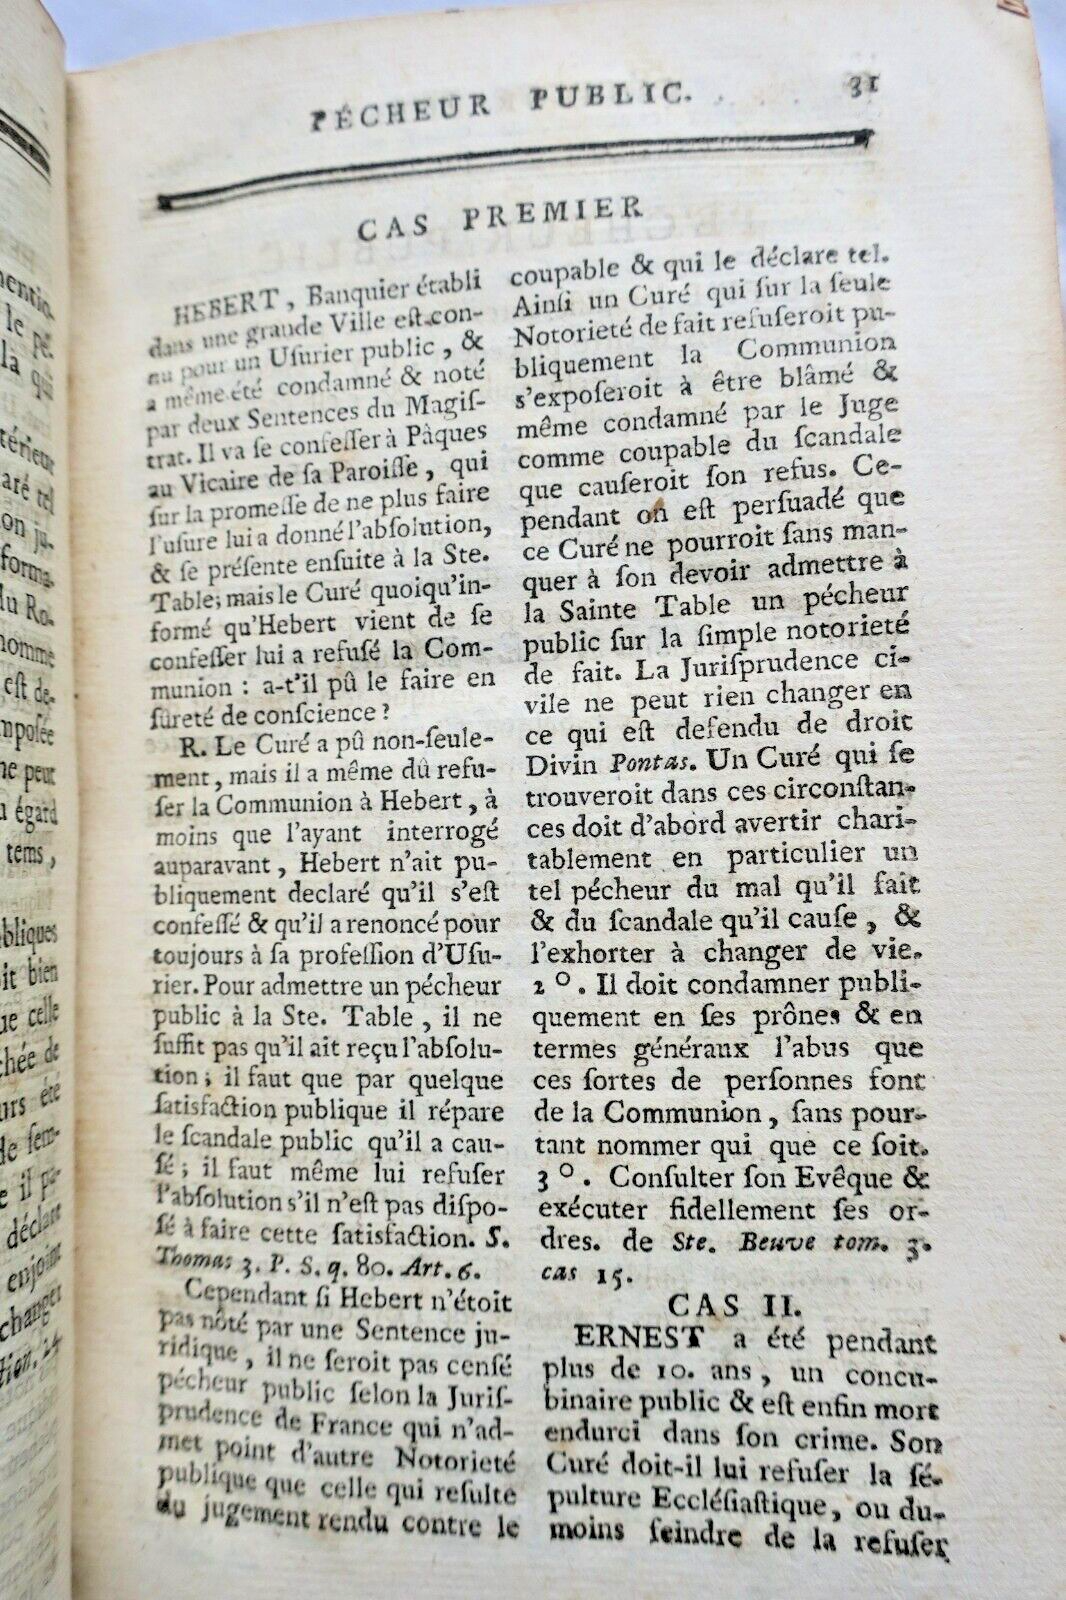 PÉCHEUR PUBLIC. 31
CAS PREMIER
HEBERT, Banquier établi
dans une grande Ville est con-
nu pour un Uſurier public, &
a même été condamné & noté
par deux Sentences du Magiſ-
trat. Il va ſe confeſſer à Pâques
au Vicaire de ſa Paroiſſe, qui
ſur la promeſſe de ne plus faire
l'uſure lui a donné l'abſolution,
& ſe préſente enſuite à la Ste.
Table; mais le Curé quoiqu'in-
formé qu'Hebert vient de ſe
confeſſer lui a refuſé la Com-
munion : a-t'il pû le faire en
ſureté de conſcience ?
R. Le Curé a pû non-ſeule-
ment, mais il a même dû refu-
ſer la Communion à Hebert, à
moins que l'ayant interrogé
auparavant, Hebert n'ait pu-
bliquement declaré qu'il s'eſt
confeſſé & qu'il a renoncé pour
toujours à ſa profeſſion d'Uſu-
rier. Pour admettre un pécheur
public à la Ste. Table, il ne
ſuffit pas qu'il ait reçu l'abſolu-
tion; il faut que par quelque
ſatisfaction publique il répare
le ſcandale public qu'il a cau-
ſé; il faut même lui refuſer
l'abſolution s'il n'eſt pas diſpo-
ſé à faire cette ſatisfaction. S.
Thomas 3. P. S. q. 80. Art. 6.
Cependant ſi Hebert n'étoit
pas nôté par une Sentence ju-
ridique, il ne ſeroit pas cenſé
pécheur public ſelon la Juriſ-
prudence de France qui n'ad-
met point d'autre Notorieté
publique que celle qui reſulte
du jugement rendu contre le
coupable & qui le déclare tel.
Ainſi un Curé qui ſur la ſeule
Notorieté de fait refuſeroit pu-
bliquement la Communion
s'expoſeroit à être blâmé &
même condamné par le Juge
comme coupable du ſcandale
que cauſeroit ſon refus. Ce-
pendant on eſt perſuadé que
ce Curé ne pourroit ſans man-
quer à ſon devoir admettre à
la Sainte Table un pécheur
public ſur la ſimple notorieté
de fait. La Juriſprudence ci-
vile ne peut rien changer en
ce qui eſt defendu de droit
Divin Pontas. Un Curé qui ſe
trouveroit dans ces circonſtan-
ces doit d'abord avertir chari-
tablement en particulier un
tel pécheur du mal qu'il fait
& du ſcandale qu'il cauſe, &
l'exhorter à changer de vie.
2°. Il doit condamner publi-
quement en ſes prônes & en
termes généraux l'abus que
ces ſortes de perſonnes font
de la Communion, ſans pour-
tant nommer qui que ce ſoit.
3°. Conſulter ſon Evêque &
exécuter fidellement ſes or-
dres. de Ste. Beuve tom. 3.
cas 15.
CAS II.
ERNEST a été pendant
plus de 10. ans, un concu-
binaire public & eſt enfin mort
endurci dans ſon crime. Son
Curé doit-il lui refuſer la ſé-
pulture Eccléſiaſtique, ou du-
moins feindre de la refuſer